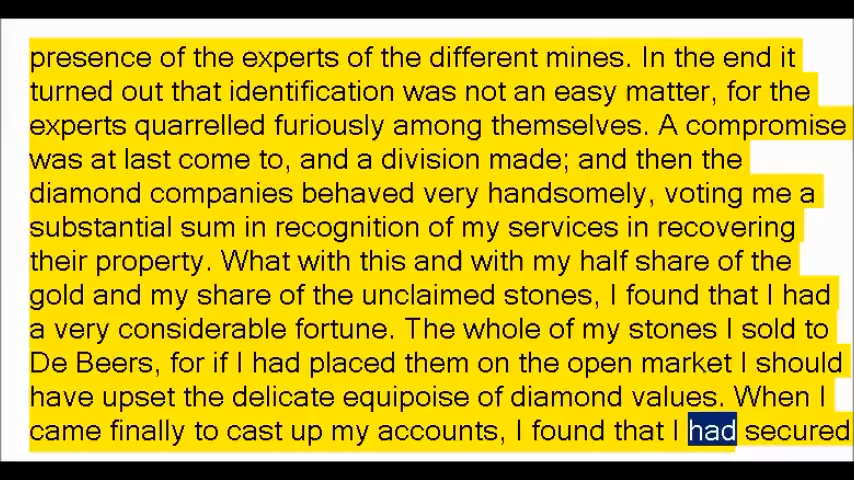 presence of the experts of the different mines. In the end it
turned out that identification was not an easy matter, for the
experts quarrelled furiously among themselves. A compromise
was at last come to, and a division made; and then the
diamond companies behaved very handsomely, voting me a
substantial sum in recognition of my services in recovering
their property. What with this and with my half share of the
gold and my share of the unclaimed stones, I found that I had
a very considerable fortune. The whole of my stones I sold to
De Beers, for if I had placed them on the open market I should
have upset the delicate equipoise of diamond values. When I
came finally to cast up my accounts, I found that I had secured